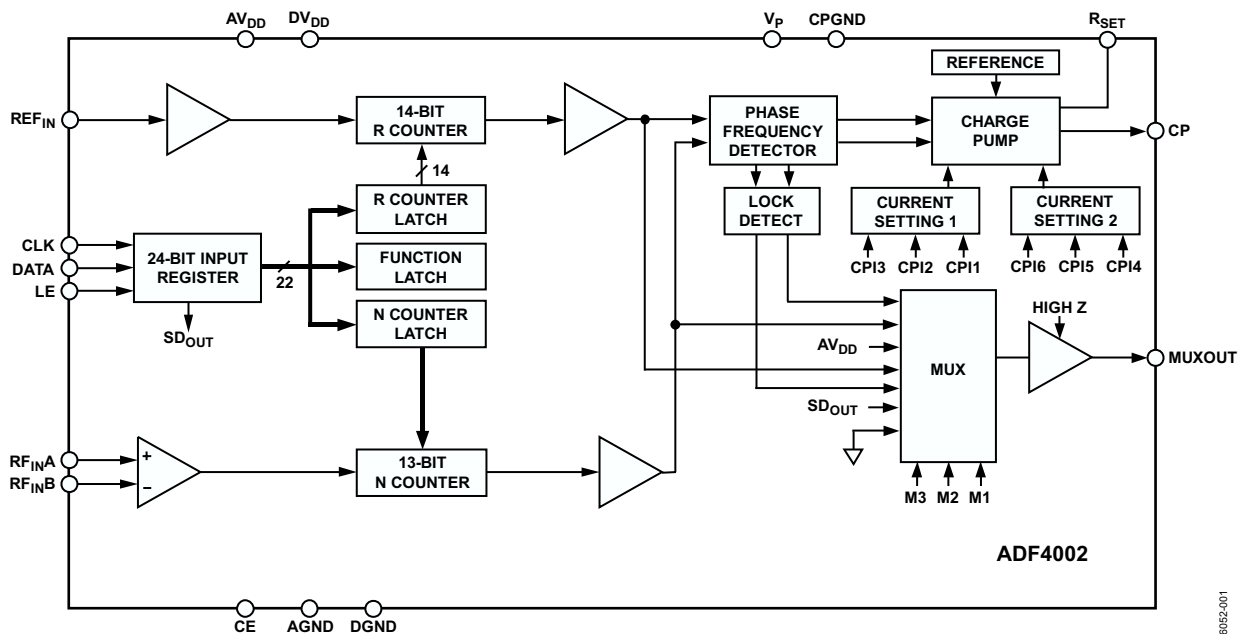 AVDD
DVDD
VP
CPGND
RSET
REFERENCE
REFIN
14-BIT
R COUNTER
PHASE
FREQUENCY
DETECTOR
CHARGE
PUMP
CP
14
R COUNTER
LATCH
LOCK
DETECT
CURRENT
SETTING 1
CURRENT
SETTING 2
CLK
DATA
LE
24-BIT INPUT
REGISTER
22
FUNCTION
LATCH
CPI3
CPI2
CPI1
CPI6
CPI5
CPI4
N COUNTER
LATCH
SDOUT
HIGH Z
AVDD
MUX
MUXOUT
SDOUT
RFINA
RFINB
+
−
13-BIT
N COUNTER
M3
M2
M1
ADF4002
CE
AGND
DGND
6052-001